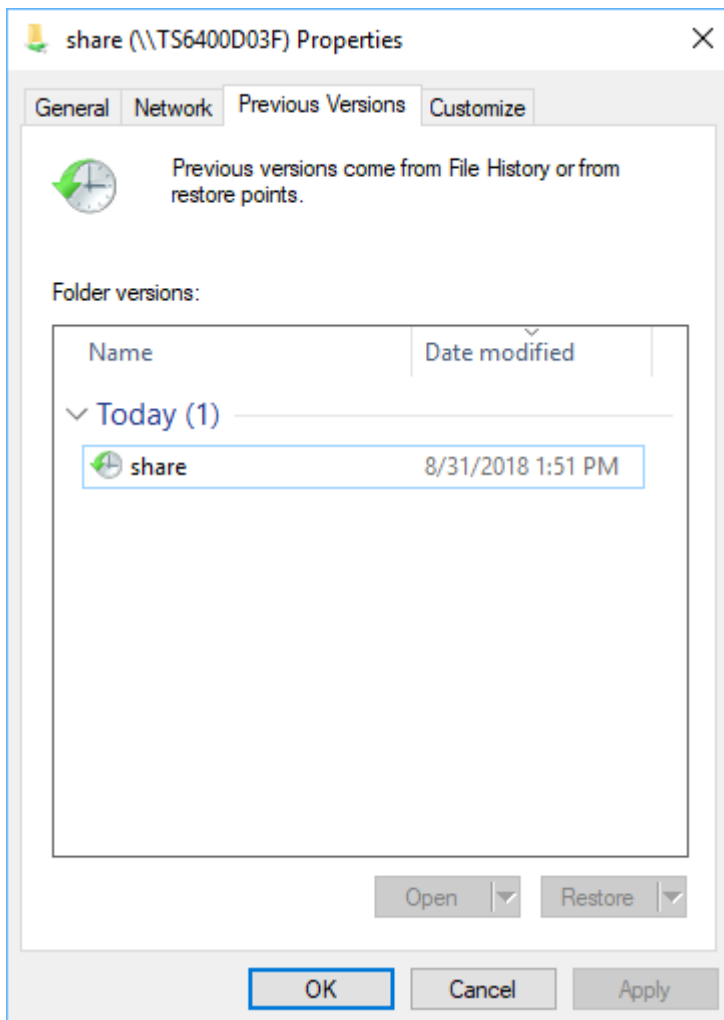 share (\\TS6400D03F) Properties
General Network Previous Versions Customize
Previous versions come from File History or from
restore points.
Folder versions:
Name Date modified
Today (1)
share 8/31/2018 1:51 PM
Open Restore
OK Cancel Apply